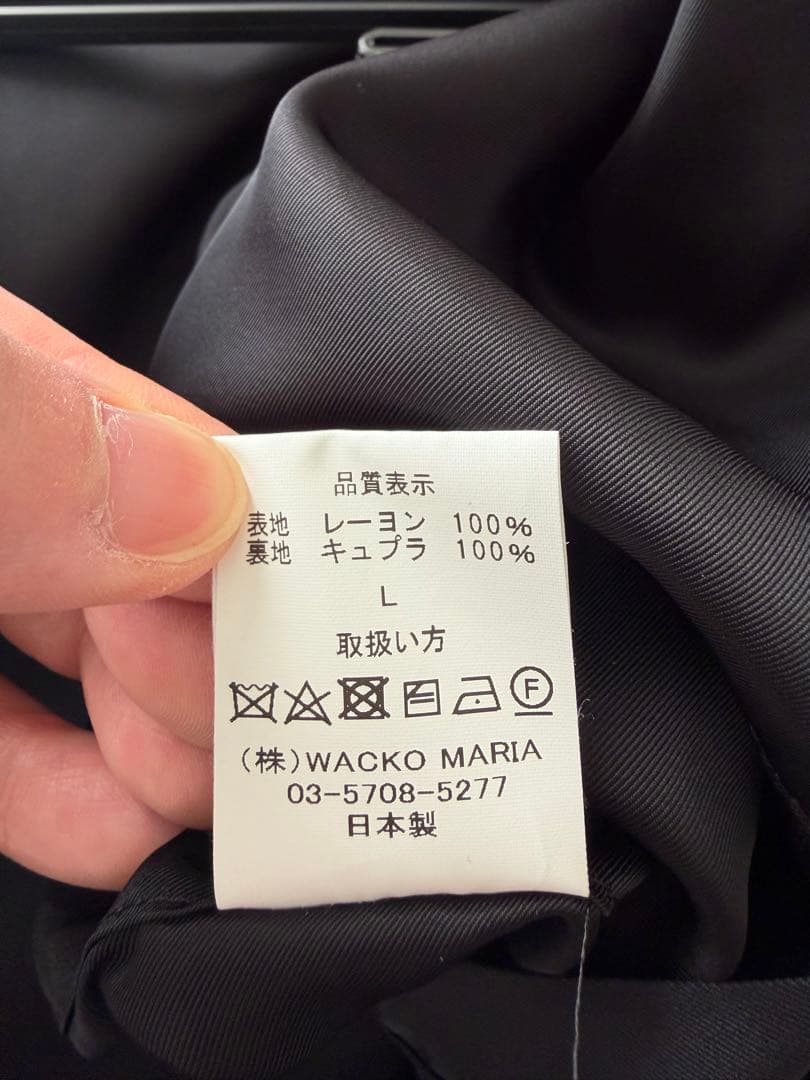 品質表示
表地 レーヨン 100%
裏地 キュプラ 100%
L
取扱い方
F
(株)WACKO MARIA
03-5708-5277
日本製